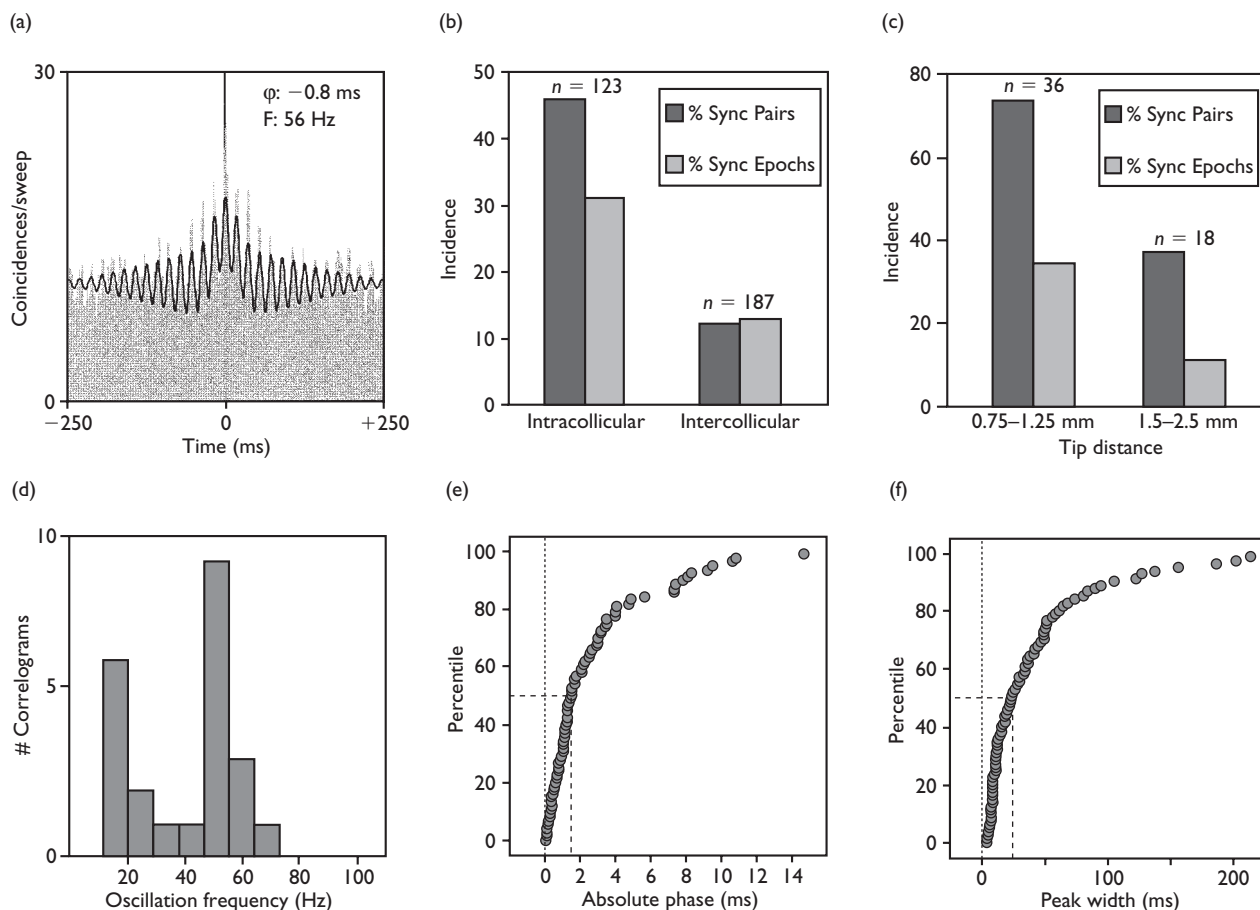 (a)
30
φ: −0.8 ms
F: 56 Hz
Coincidences/sweep
0
−250
0
+250
Time (ms)
(b)
50
40
30
20
10
0
Incidence
n = 123
n = 187
% Sync Pairs
% Sync Epochs
Intracollicular
Intercollicular
(c)
80
60
40
20
0
Incidence
n = 36
n = 18
% Sync Pairs
% Sync Epochs
0.75–1.25 mm
1.5–2.5 mm
Tip distance
(d)
10
5
0
# Correlograms
20
40
60
80
100
Oscillation frequency (Hz)
(e)
100
80
60
40
20
0
Percentile
0
2
4
6
8
10
12
14
Absolute phase (ms)
(f)
100
80
60
40
20
0
Percentile
0
100
200
Peak width (ms)